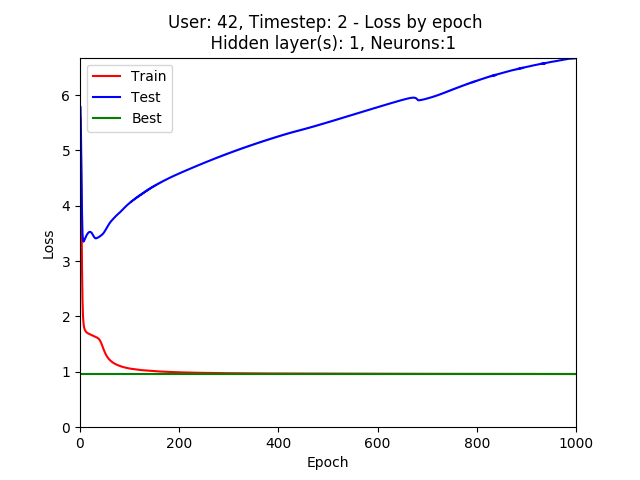 User: 42, Timestep: 2 - Loss by epoch
Hidden layer(s): 1, Neurons:1
Train
Test
Best
Loss
6
5
4
3
2
1
0
0 200 400 600 800 1000
Epoch